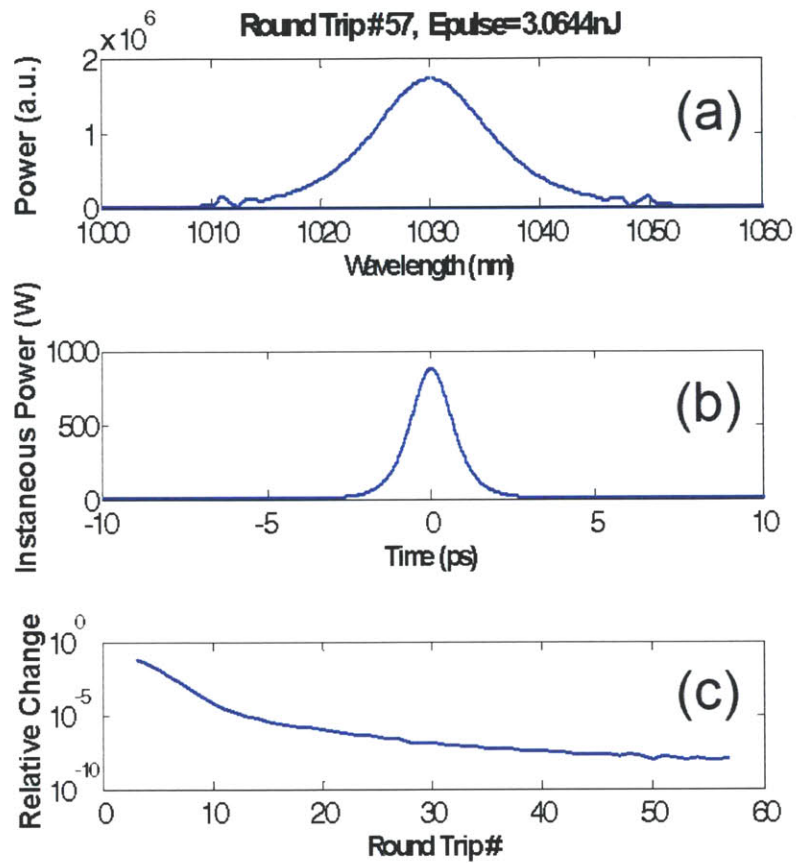 Round Trip# 57, Epulse=3.0644nJ
×10^6
Power (a.u.)
2
1
0
(a)
1000 1010 1020 1030 1040 1050 1060
Wavelength (nm)
Instaneous Power (W)
1000
500
0
(b)
-10 -5 0 5 10
Time (ps)
Relative Change
10^0
10^-5
10^-10
(c)
0 10 20 30 40 50 60
Round Trip#